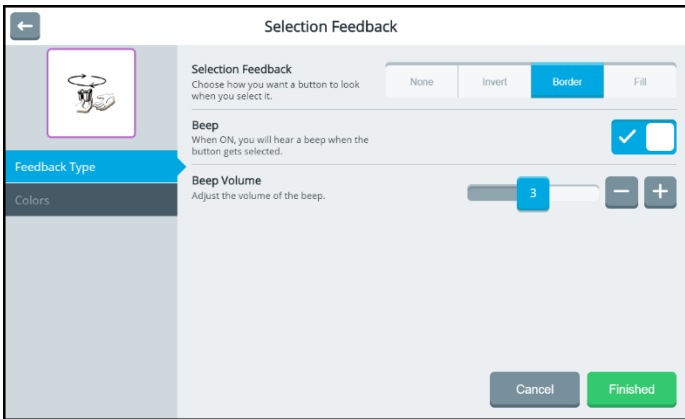 Selection Feedback
Selection Feedback
Choose how you want a button to look
when you select it.
None
Invert
Border
Fill
Beep
When ON, you will hear a beep when the
button gets selected.
Feedback Type
Beep Volume
Adjust the volume of the beep.
3
Colors
Cancel
Finished